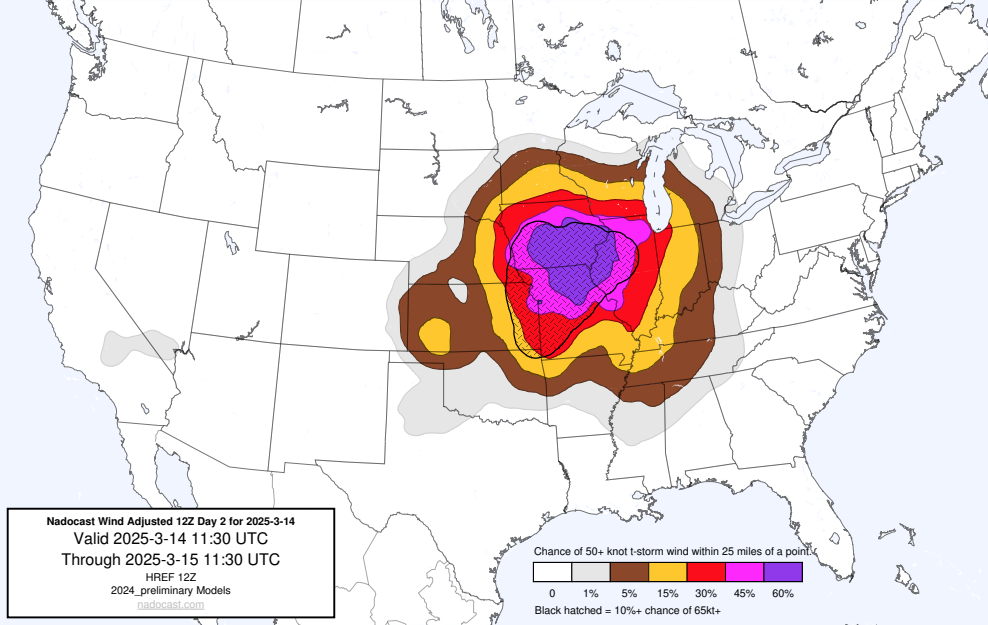 Nadocast Wind Adjusted 12Z Day 2 for 2025-3-14
Valid 2025-3-14 11:30 UTC
Through 2025-3-15 11:30 UTC
HREF 12Z
2024_preliminary Models
nadocast.com
Chance of 50+ knot t-storm wind within 25 miles of a point.
0 1% 5% 15% 30% 45% 60%
Black hatched = 10%+ chance of 65kt+